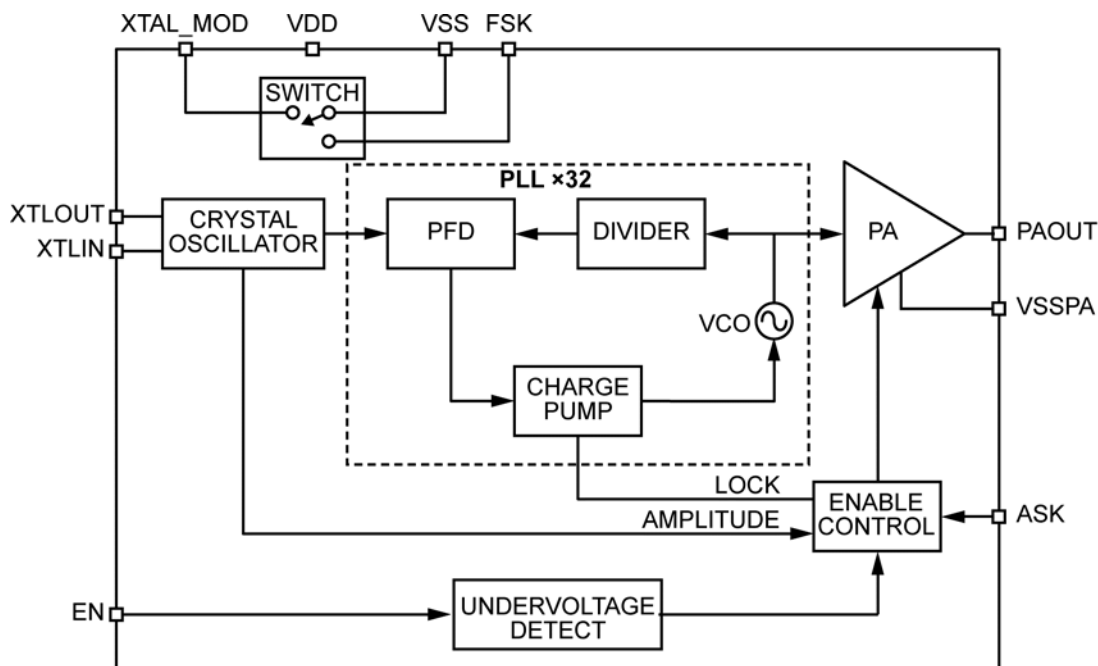 XTAL_MOD VDD VSS FSK
SWITCH
PLL ×32
XTLOUT
XTLIN
CRYSTAL
OSCILLATOR
PFD
DIVIDER
PA
PAOUT
VSSPA
VCO
CHARGE
PUMP
LOCK
AMPLITUDE
ENABLE
CONTROL
ASK
EN
UNDERVOLTAGE
DETECT